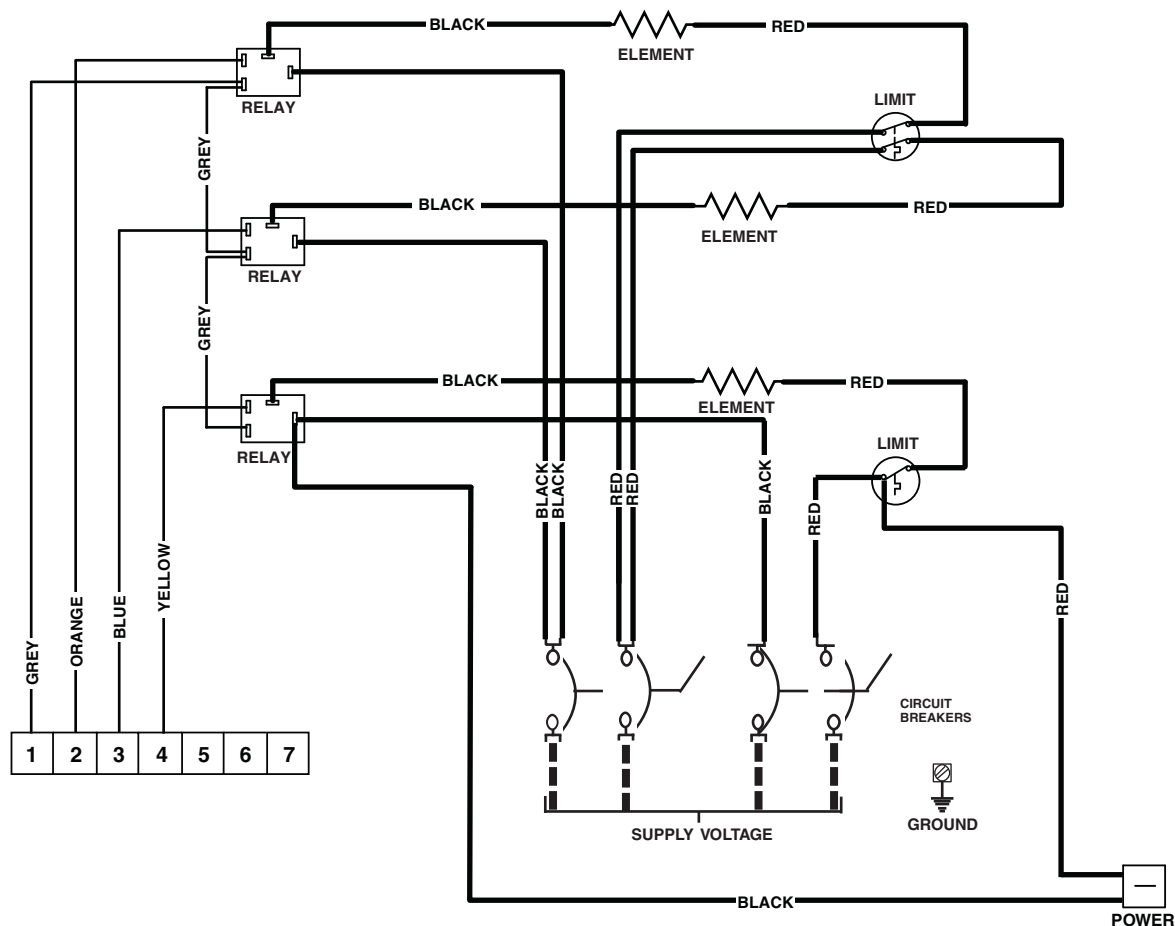 BLACK
RED
ELEMENT
LIMIT
RELAY
GREY
BLACK
RED
ELEMENT
RELAY
GREY
BLACK
RED
ELEMENT
LIMIT
RELAY
BLACK
BLACK
RED
RED
BLACK
RED
YELLOW
BLUE
ORANGE
GREY
RED
CIRCUIT
BREAKERS
1 2 3 4 5 6 7
GROUND
SUPPLY VOLTAGE
BLACK
POWER